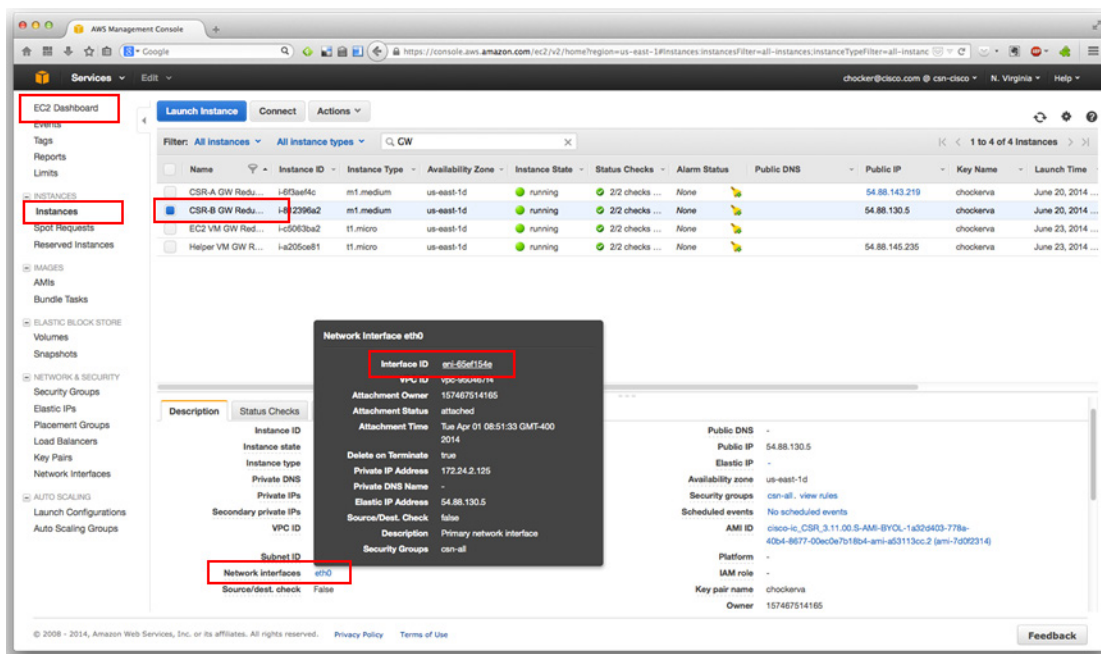 AWS Management Console
Google
https://console.aws.amazon.com/ec2/v2/home?region=us-east-1#Instances:instancesFilter=all-instances;instanceTypeFilter=all-instanc
Services Edit chocker@cisco.com @ csn-cisco N. Virginia Help
EC2 Dashboard
Events
Tags
Reports
Limits
INSTANCES
Instances
Spot Requests
Reserved Instances
IMAGES
AMIs
Bundle Tasks
ELASTIC BLOCK STORE
Volumes
Snapshots
NETWORK & SECURITY
Security Groups
Elastic IPs
Placement Groups
Load Balancers
Key Pairs
Network Interfaces
AUTO SCALING
Launch Configurations
Auto Scaling Groups
Launch Instance Connect Actions
Filter: All instances All instance types GW 1 to 4 of 4 Instances
Name Instance ID Instance Type Availability Zone Instance State Status Checks Alarm Status Public DNS Public IP Key Name Launch Time
CSR-A GW Redu... i-6f3aef4c m1.medium us-east-1d running 2/2 checks ... None 54.88.143.219 chockerva June 20, 2014 ...
CSR-B GW Redu... m1.medium us-east-1d running 2/2 checks ... None 54.88.130.5 chockerva June 20, 2014 ...
EC2 VM GW Red... i-c5063ba2 t1.micro us-east-1d running 2/2 checks ... None chockerva June 23, 2014 ...
Helper VM GW R... i-a205ce81 t1.micro us-east-1d running 2/2 checks ... None 54.88.145.235 chockerva June 23, 2014 ...
Network Interface eth0
Interface ID eni-65ef154e
VPC ID
Attachment Owner 157467514165
Attachment Status attached
Attachment Time Tue Apr 01 08:51:33 GMT-400
2014
Delete on Terminate true
Private IP Address 172.24.2.125
Private DNS Name -
Elastic IP Address 54.88.130.5
Source/Dest. Check false
Description Primary network interface
Security Groups csn-all
Description Status Checks
Instance ID
Instance state
Instance type
Private DNS
Private IPs
Secondary private IPs
VPC ID
Subnet ID
Network interfaces eth0
Source/dest. check False
Public DNS -
Public IP 54.88.130.5
Elastic IP -
Availability zone us-east-1d
Security groups csn-all. view rules
Scheduled events No scheduled events
AMI ID cisco-ic_CSR_3.11.00.S-AMI-BYOL-1a32d403-778a-
40b4-8677-00ec0e7b18b4-ami-a53113cc.2 (ami-7d0f2314)
Platform -
IAM role -
Key pair name chockerva
Owner 157467514165
© 2008 - 2014, Amazon Web Services, Inc. or its affiliates. All rights reserved. Privacy Policy Terms of Use Feedback